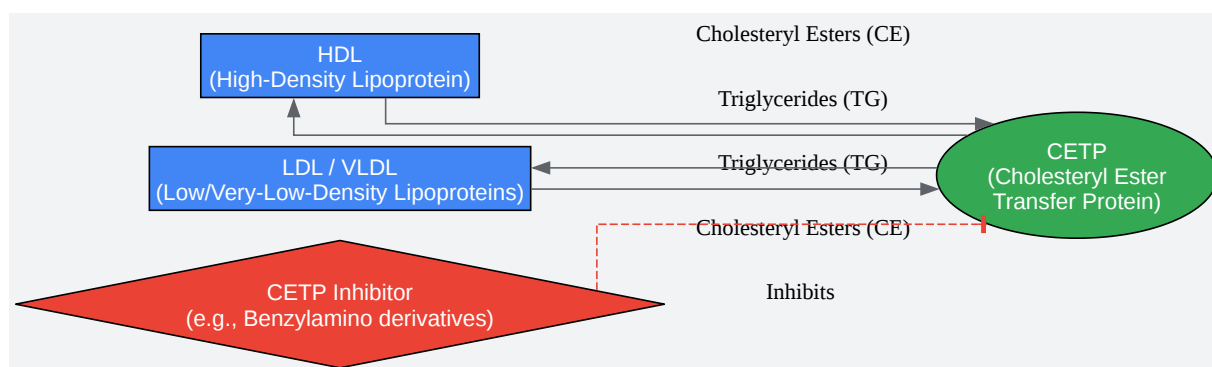 Cholesteryl Esters (CE)
HDL
(High-Density Lipoprotein)
Triglycerides (TG)
LDL / VLDL
(Low/Very-Low-Density Lipoproteins)
Triglycerides (TG)
CETP
(Cholesteryl Ester
Transfer Protein)
Cholesteryl Esters (CE)
CETP Inhibitor
(e.g., Benzylamino derivatives)
Inhibits